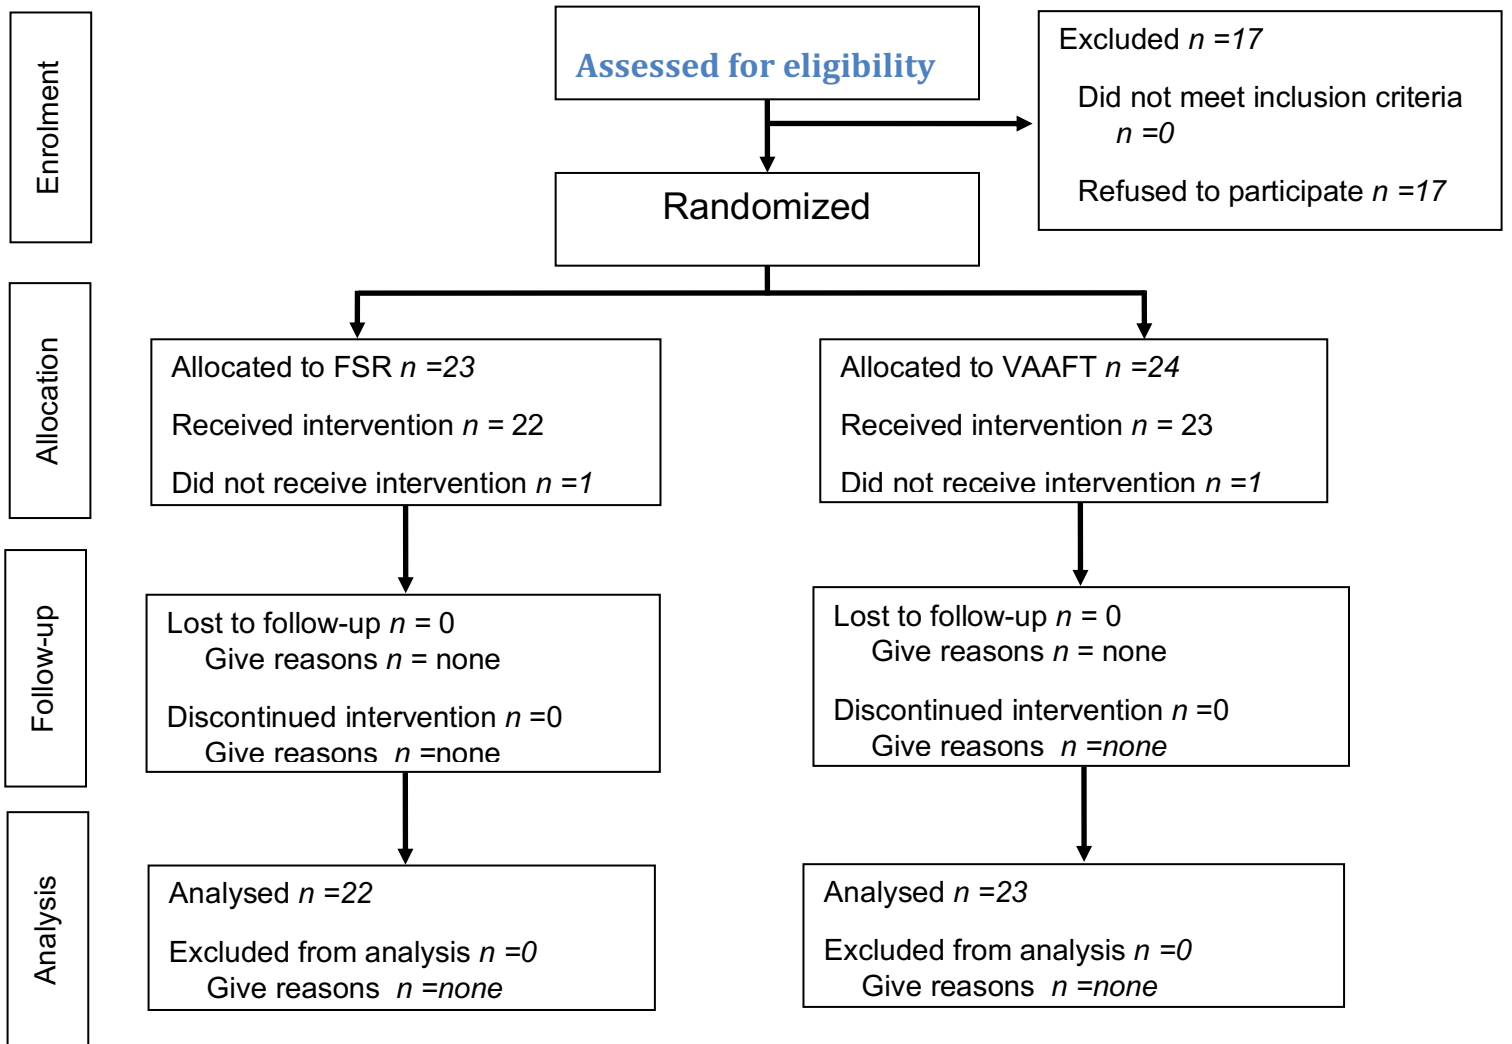 Enrolment
Assessed for eligibility
Excluded n =17
Did not meet inclusion criteria
n =0
Refused to participate n =17
Randomized
Allocation
Allocated to FSR n =23
Received intervention n = 22
Did not receive intervention n =1
Allocated to VAAFT n =24
Received intervention n = 23
Did not receive intervention n =1
Follow-up
Lost to follow-up n = 0
Give reasons n = none
Discontinued intervention n =0
Give reasons n =none
Lost to follow-up n = 0
Give reasons n = none
Discontinued intervention n =0
Give reasons n =none
Analysis
Analysed n =22
Excluded from analysis n =0
Give reasons n =none
Analysed n =23
Excluded from analysis n =0
Give reasons n =none